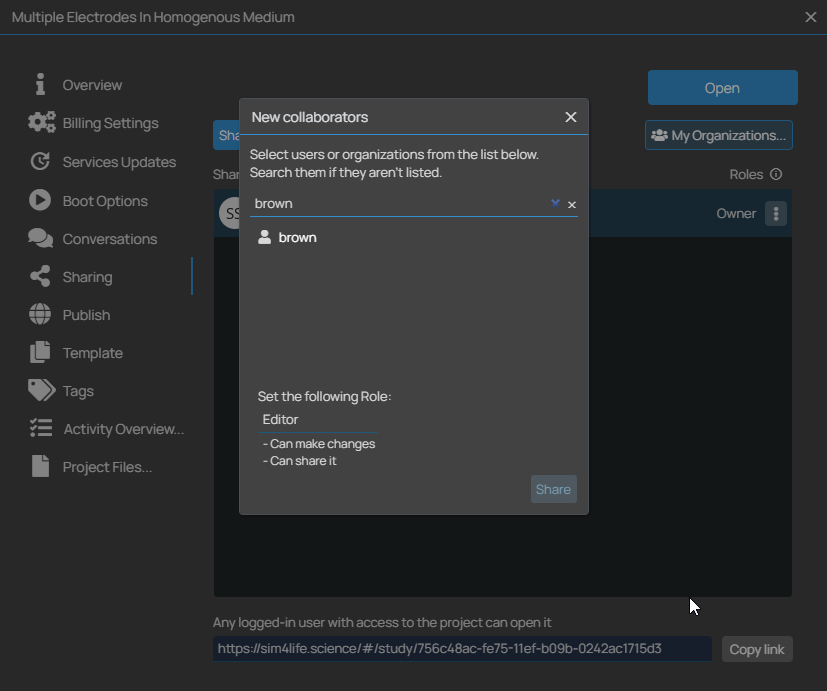 Multiple Electrodes In Homogenous Medium
Overview
Billing Settings
Services Updates
Boot Options
Conversations
Sharing
Publish
Template
Tags
Activity Overview...
Project Files...
Open
My Organizations...
Roles
Owner
New collaborators
Select users or organizations from the list below.
Search them if they aren't listed.
brown
brown
Set the following Role:
Editor
- Can make changes
- Can share it
Share
Any logged-in user with access to the project can open it
https://sim4life.science/#/study/756c48ac-fe75-11ef-b09b-0242ac1715d3
Copy link